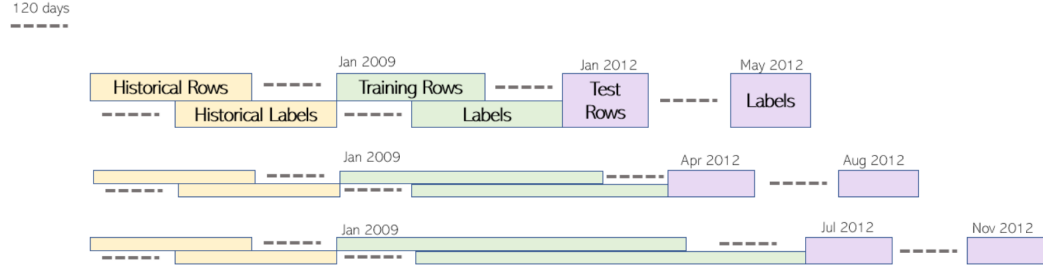 120 days
Jan 2009
Jan 2012
May 2012
Historical Rows
Training Rows
Test
Rows
Labels
Historical Labels
Labels
Jan 2009
Apr 2012
Aug 2012
Jan 2009
Jul 2012
Nov 2012